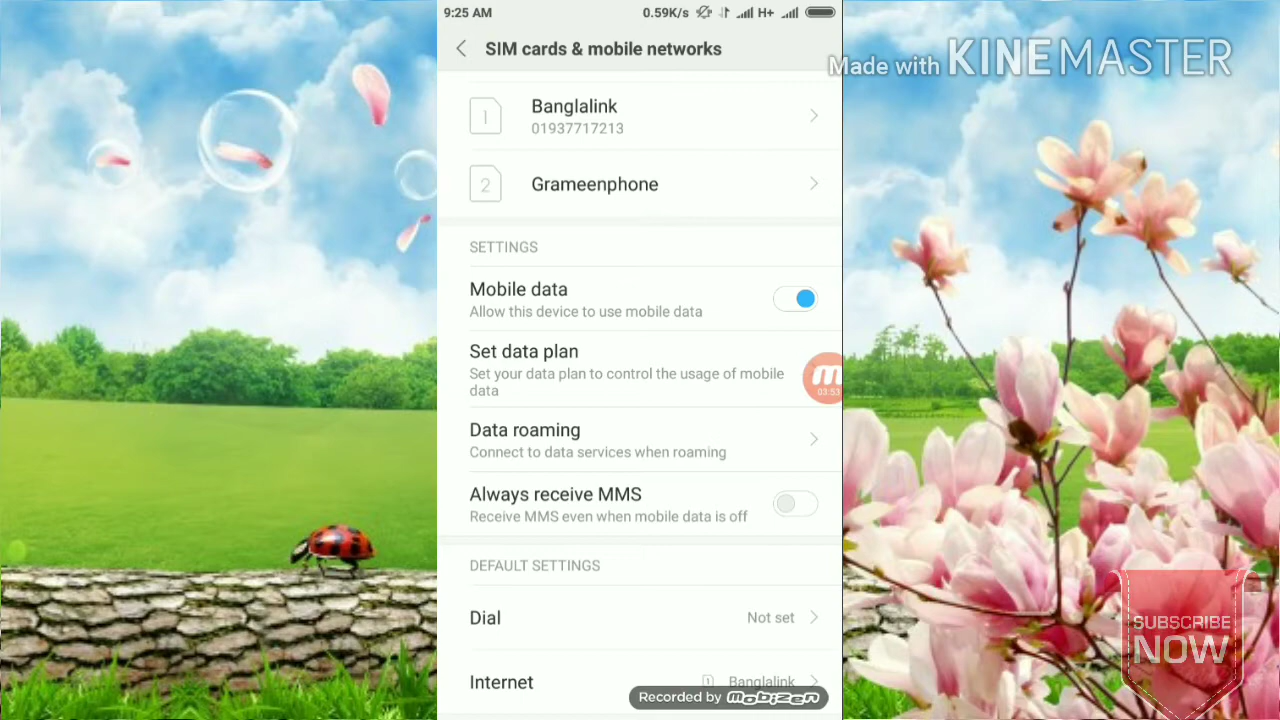 9:25 AM
0.59K/s
H+
SIM cards & mobile networks
Made with KINEMASTER
1
Banglalink
01937717213
2
Grameenphone
SETTINGS
Mobile data
Allow this device to use mobile data
Set data plan
Set your data plan to control the usage of mobile
data
03:53
Data roaming
Connect to data services when roaming
Always receive MMS
Receive MMS even when mobile data is off
DEFAULT SETTINGS
Dial
Not set
Internet
1
Banglalink
Recorded by mobizen
SUBSCRIBE
NOW